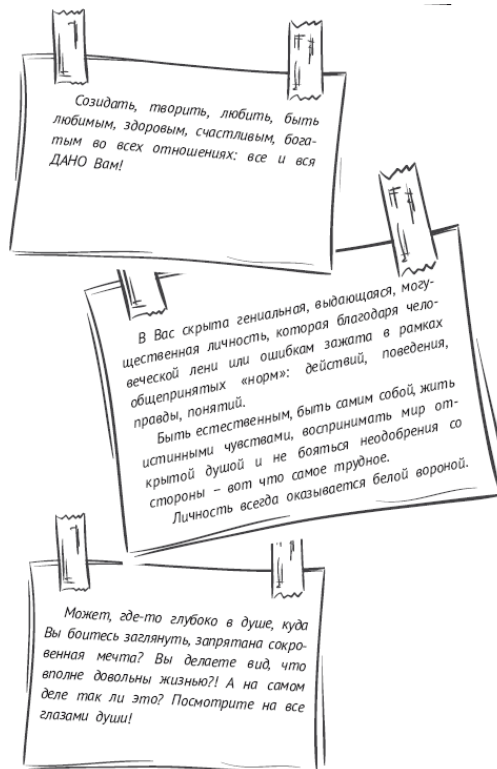 Созидать, творить, любить, быть
любимым, здоровым, счастливым, бога-
тым во всех отношениях: все и вся
ДАНО Вам!
В Вас скрыта гениальная, выдающаяся, могу-
щественная личность, которая благодаря чело-
веческой лени или ошибкам зажата в рамках
общепринятых «норм»: действий, поведения,
правды, понятий.
Быть естественным, быть самим собой, жить
истинными чувствами, воспринимать мир от-
крытой душой и не бояться неодобрения со
стороны – вот что самое трудное.
Личность всегда оказывается белой вороной.
Может, где-то глубоко в душе, куда
Вы боитесь заглянуть, запрятана сокро-
венная мечта? Вы делаете вид, что
вполне довольны жизнью?! А на самом
деле так ли это? Посмотрите на все
глазами души!